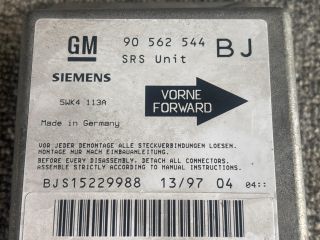 GM 90 562 544 BJ
SRS Unit
SIEMENS
VORNE
FORWARD
5WK4 113A
Made in Germany
VOR JEDER DEMONTAGE ALLE STECKVERBINDUNGEN LOESEN.
MONTAGE NUR NACH EINBAUANLEITUNG.
BEFORE EVERY DISASSEMBLY, DETACH ALL CONNECTORS.
ASSEMBLE STRICTLY ACCORDING TO MANUAL INSTRUCTIONS.
BJS15229988 13/97 04 04